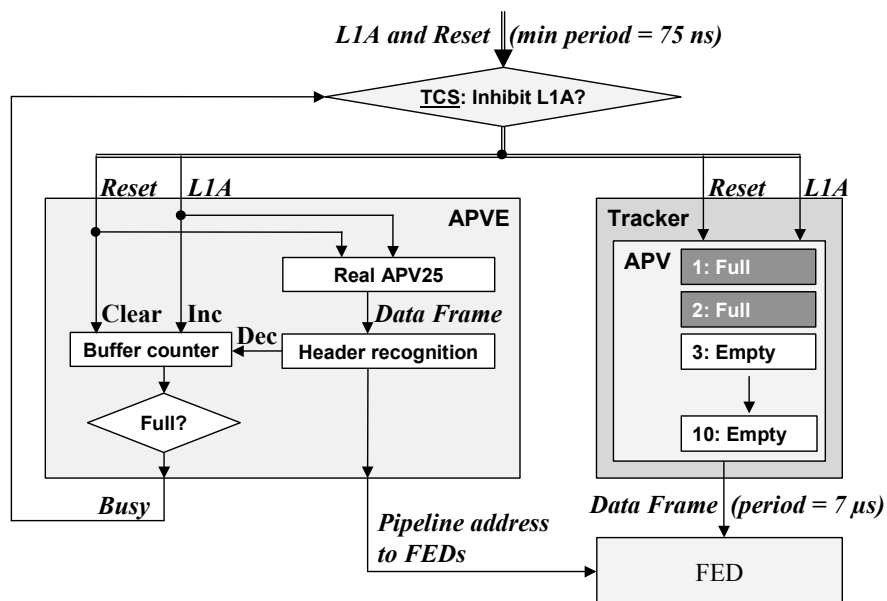 L1A and Reset (min period = 75 ns)
TCS: Inhibit L1A?
Reset L1A
Reset L1A
APVE
Tracker
APV
1: Full
Real APV25
2: Full
Clear Inc
Data Frame
Buffer counter
Dec
Header recognition
3: Empty
Full?
10: Empty
Busy
Data Frame (period = 7 µs)
Pipeline address
to FEDs
FED